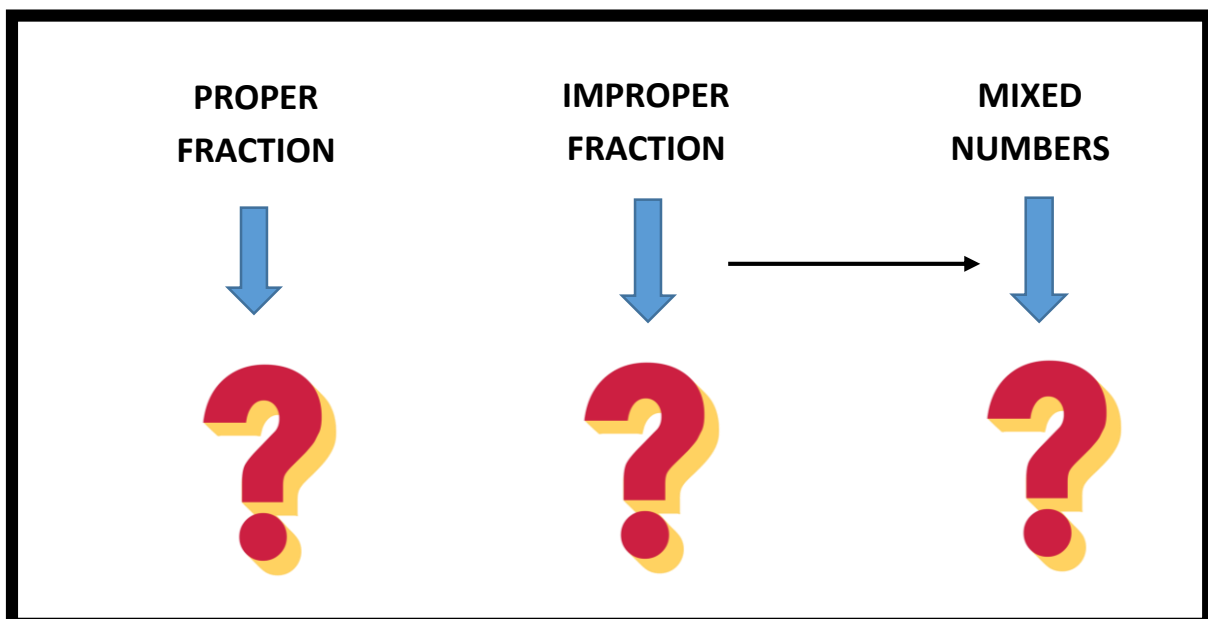 PROPER
FRACTION
IMPROPER
FRACTION
MIXED
NUMBERS
?
?
?